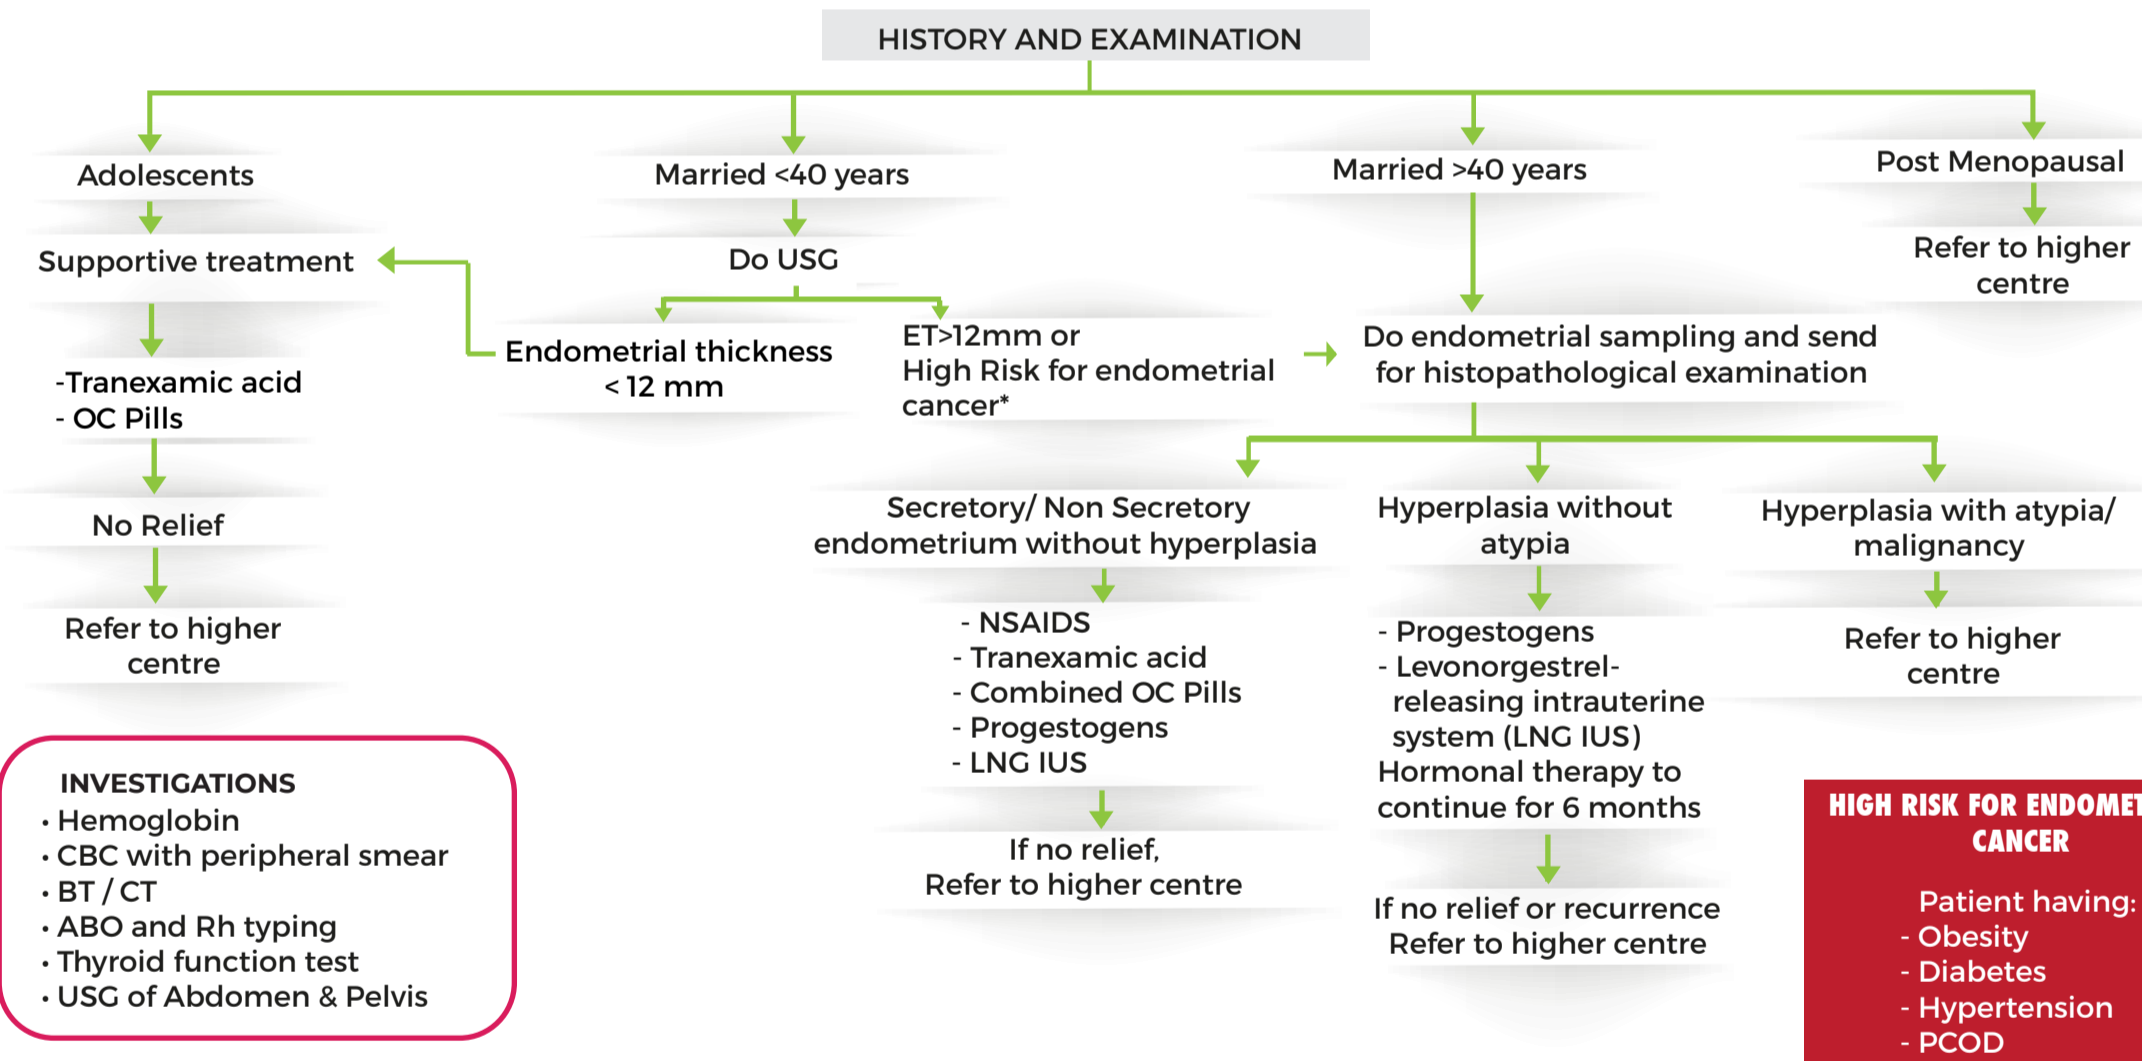 HISTORY AND EXAMINATION
Adolescents
Supportive treatment
-Tranexamic acid
- OC Pills
No Relief
Refer to higher
centre
Married <40 years
Do USG
Endometrial thickness
< 12 mm
ET>12mm or
High Risk for endometrial
cancer*
Married >40 years
Do endometrial sampling and send
for histopathological examination
Post Menopausal
Refer to higher
centre
Secretory/ Non Secretory
endometrium without hyperplasia
- NSAIDS
- Tranexamic acid
- Combined OC Pills
- Progestogens
- LNG IUS
If no relief,
Refer to higher centre
Hyperplasia without
atypia
- Progestogens
- Levonorgestrel-
releasing intrauterine
system (LNG IUS)
Hormonal therapy to
continue for 6 months
If no relief or recurrence
Refer to higher centre
Hyperplasia with atypia/
malignancy
Refer to higher
centre
INVESTIGATIONS
• Hemoglobin
• CBC with peripheral smear
• BT / CT
• ABO and Rh typing
• Thyroid function test
• USG of Abdomen & Pelvis
HIGH RISK FOR ENDOMET
CANCER
Patient having:
- Obesity
- Diabetes
- Hypertension
- PCOD